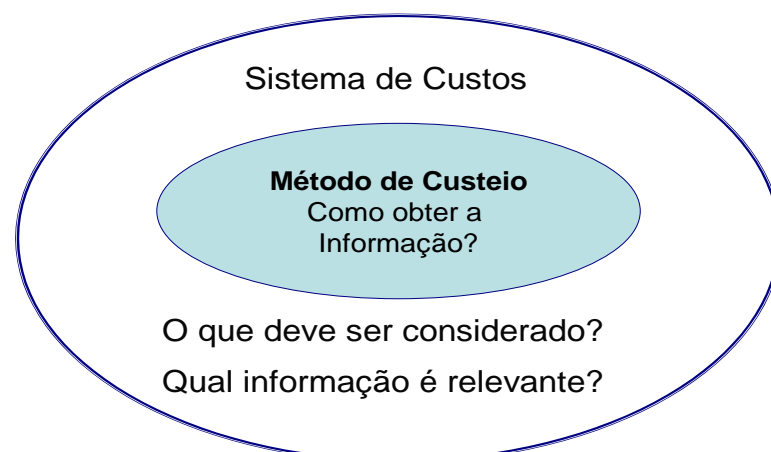 Sistema de Custos
Método de Custeio
Como obter a
Informação?
O que deve ser considerado?
Qual informação é relevante?